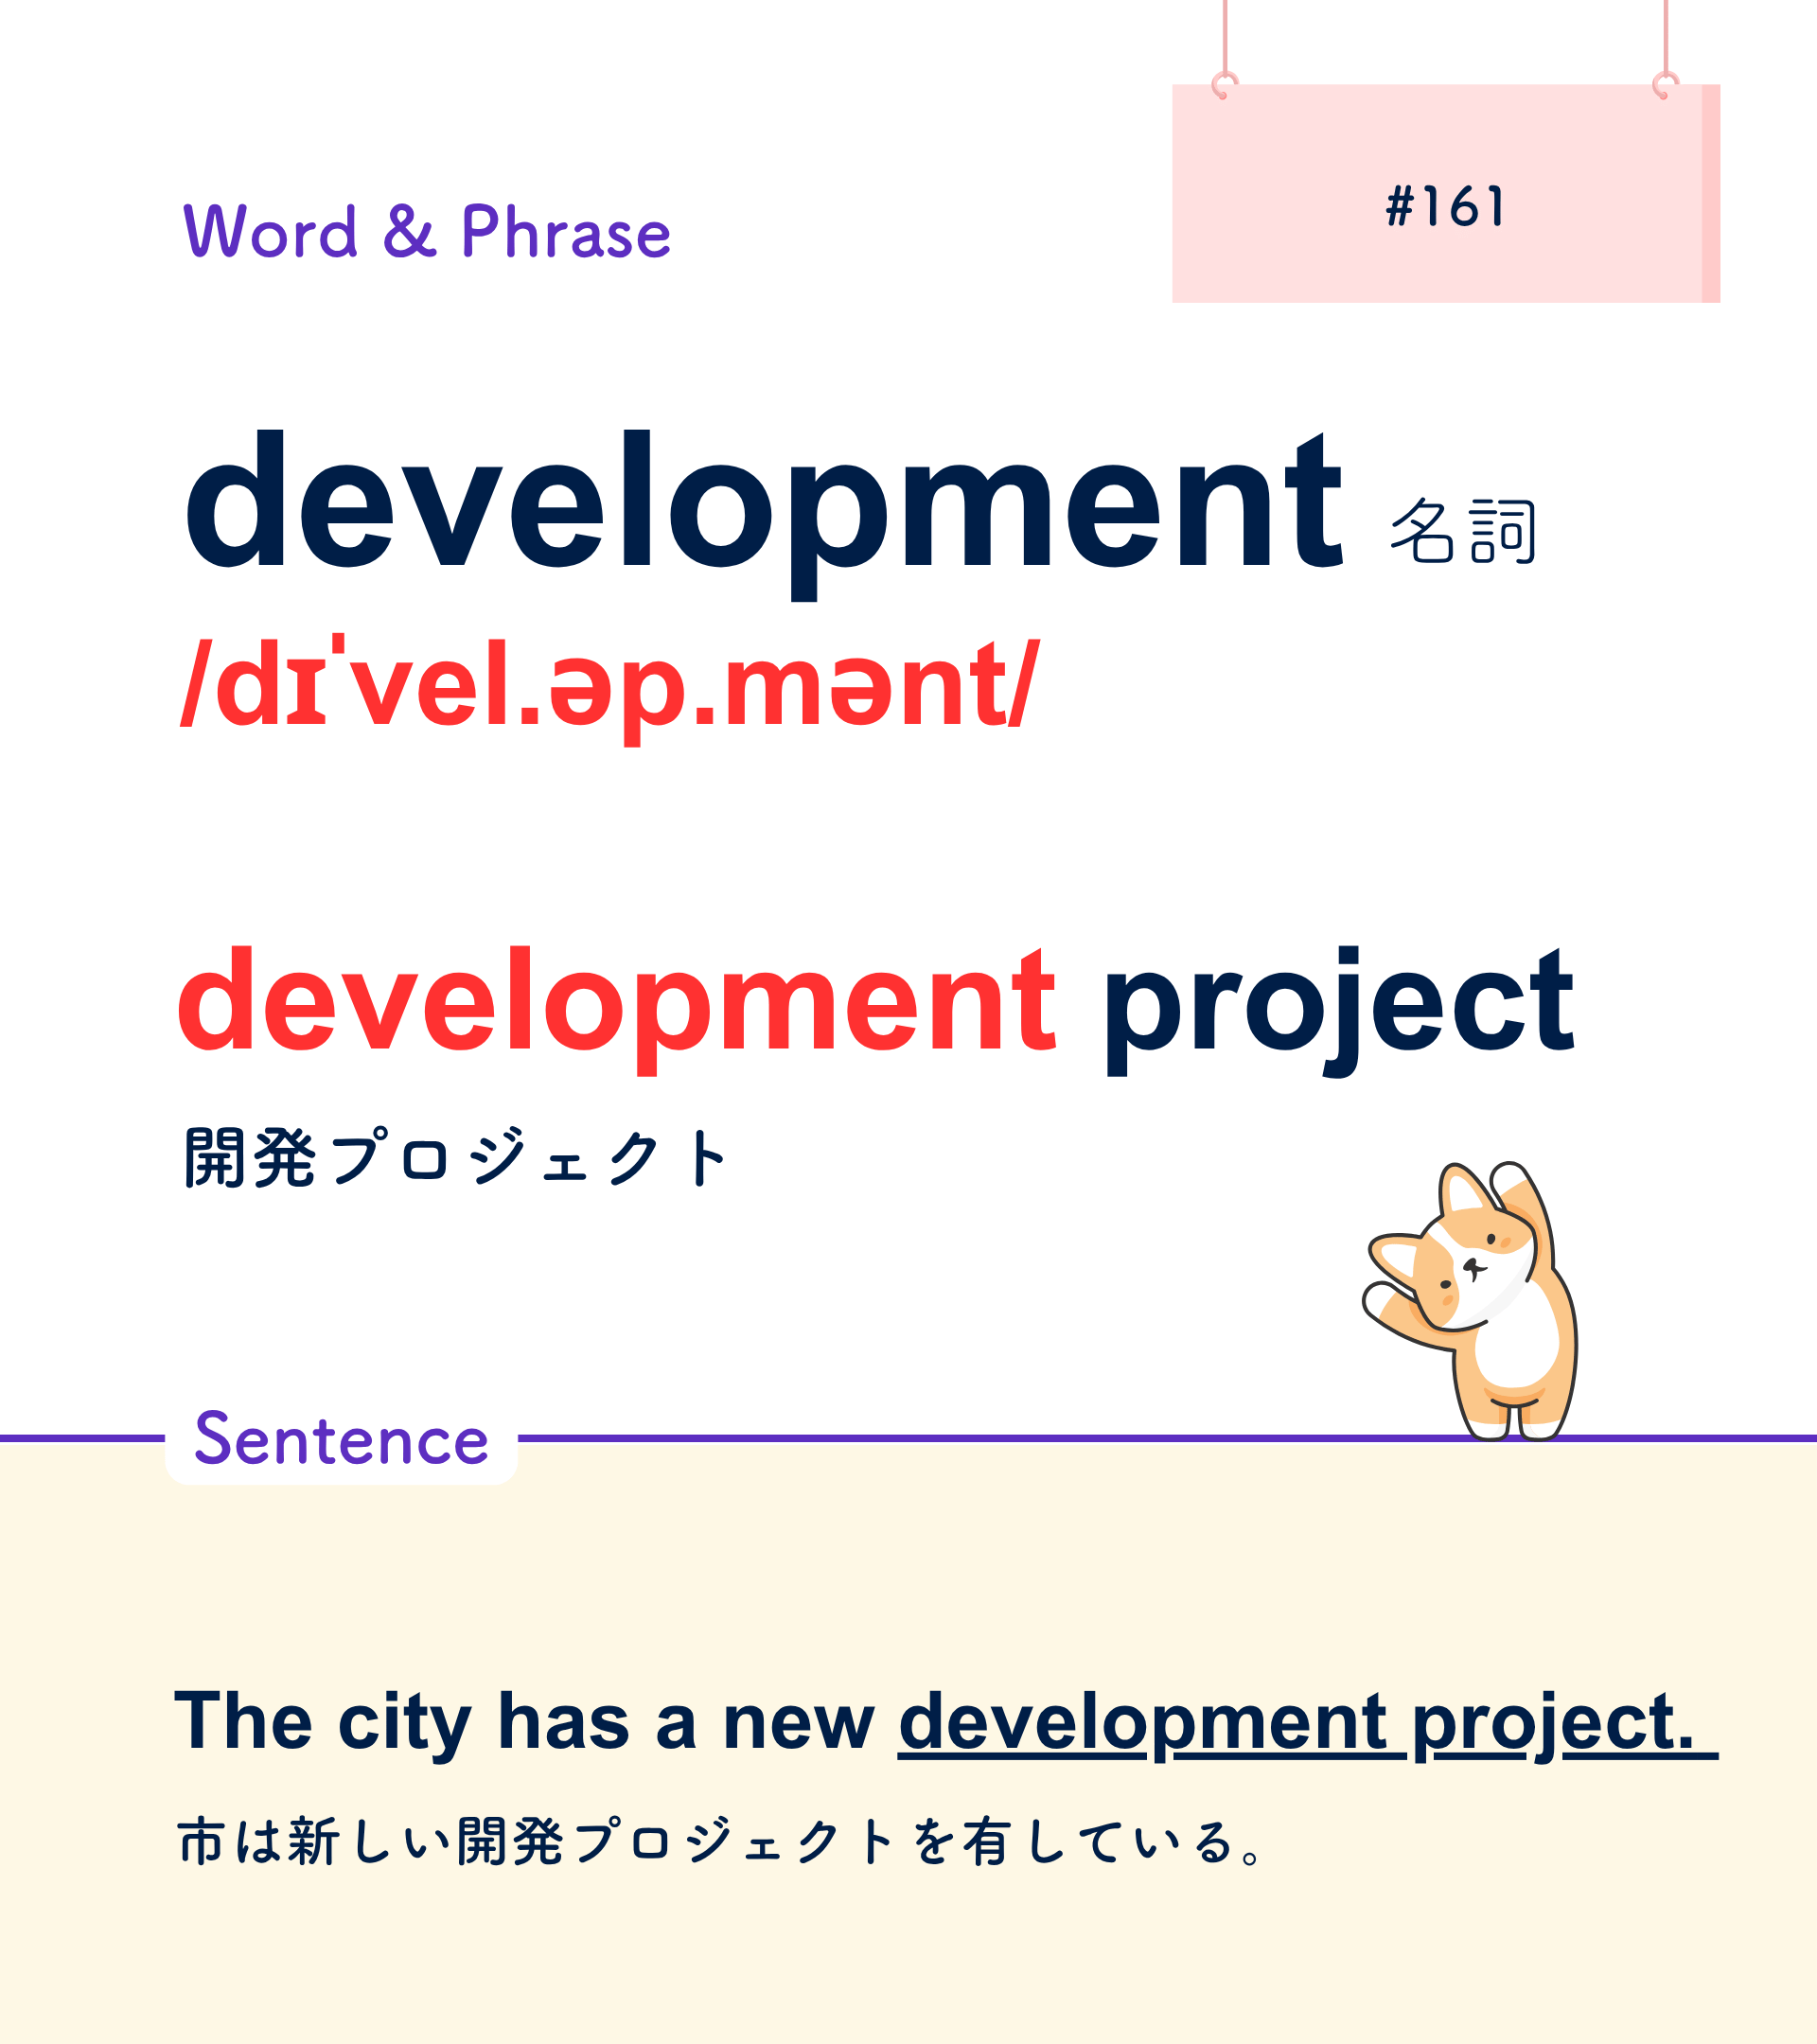 #161
Word & Phrase
development 名詞
/dɪˈvel.əp.mənt/
development project
開発プロジェクト
Sentence
The city has a new development project.
市は新しい開発プロジェクトを有している。